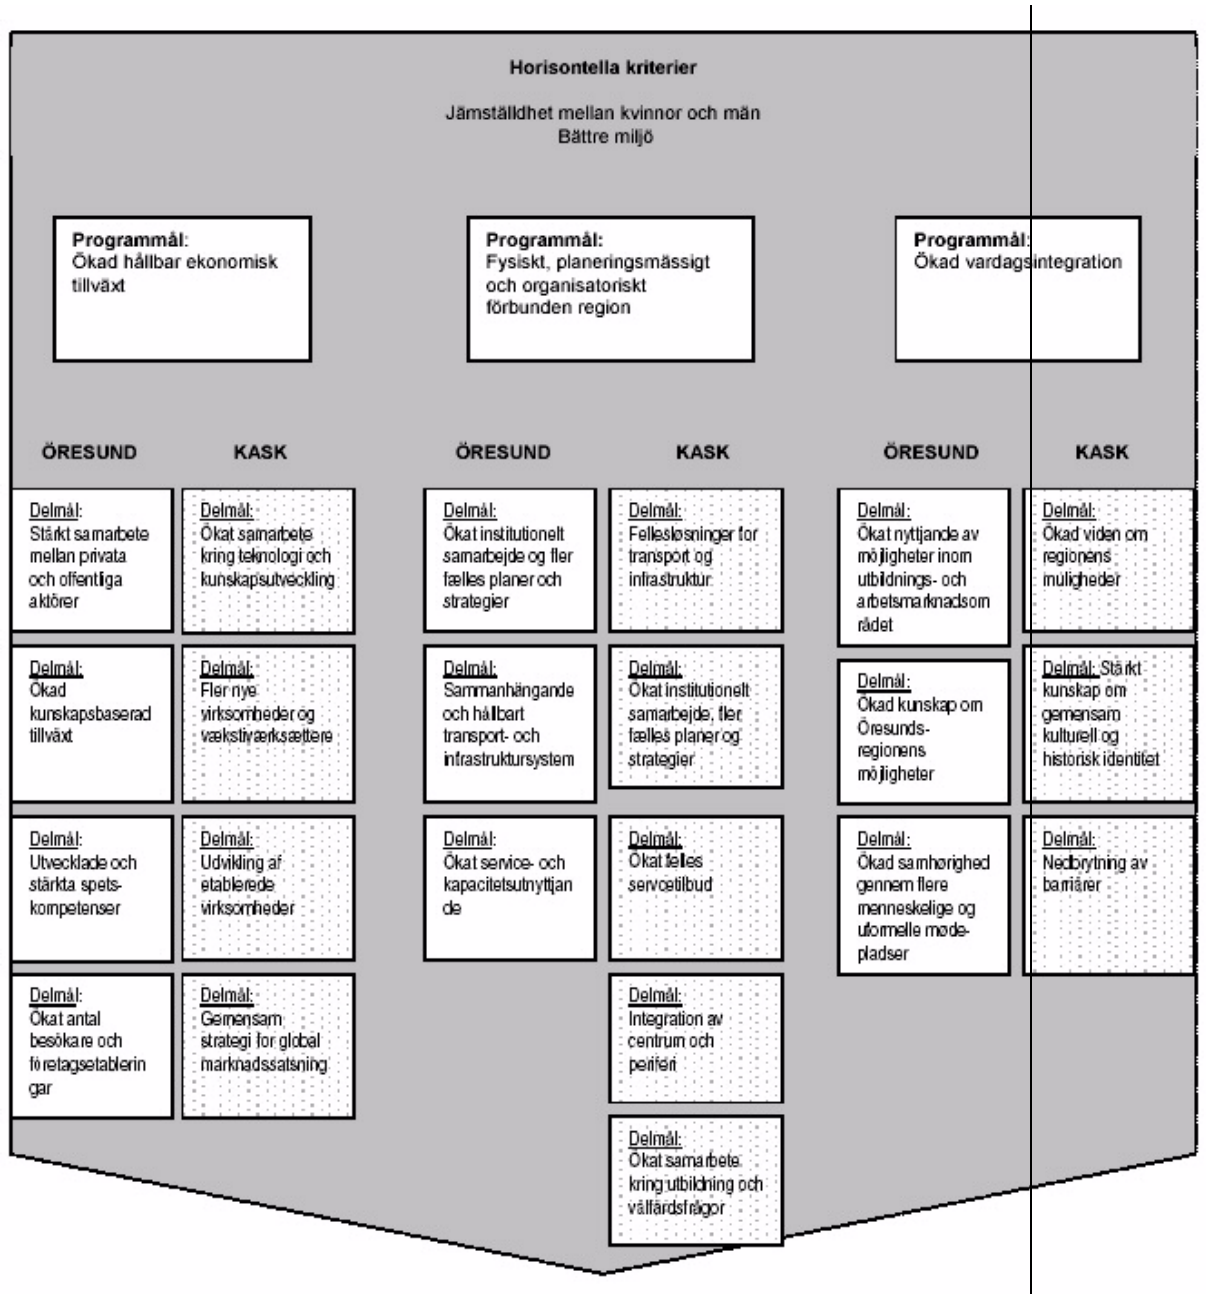 Horisontella kriterier
Jämställdhet mellan kvinnor och män
Bättre miljö
Programmål:
Ökad hållbar ekonomisk
tillväxt
Programmål:
Fysiskt, planeringsmässigt
och organisatoriskt
förbunden region
Programmål:
Ökad vardagsintegration
ÖRESUND
KASK
ÖRESUND
KASK
ÖRESUND
KASK
Delmål:
Stärkt samarbete
mellan privata
och offentliga
aktörer
Delmål:
Ökat samarbete
kring teknologi och
kunskapsutveckling
Delmål:
Ökat institutionelt
samarbejde og fler
fælles planer och
strategier
Delmål:
Fellesløsninger for
transport og
infrastruktur
Delmål:
Ökat nyttjande av
möjligheter inom
utbildnings- och
arbetsmarknadsom
rådet
Delmål:
Ökad viden om
regionens
muligheder
Delmål:
Ökad
kunskapsbaserad
tillväxt
Delmål:
Fler nye
virksomheder og
vækstiværksættere
Delmål:
Sammanhängande
och hållbart
transport- och
infrastruktursystem
Delmål:
Ökat institutionelt
samarbejde, fler
fælles planer og
strategier
Delmål:
Ökad kunskap om
Öresunds-
regionens
möjligheter
Delmål: Stärkt
kunskap om
gemensam
kulturell og
historisk identitet
Delmål:
Utvecklade och
stärkta spets-
kompetenser
Delmål:
Udvikling af
etablerede
virksomheder
Delmål:
Ökat service- och
kapacitetsutnyttjan
de
Delmål:
Ökat felles
servcetilbud
Delmål:
Ökad samhørighed
gennem flere
menneskelige og
uformelle møde-
pladser
Delmål:
Nedbrytning av
barriärer
Delmål:
Ökat antal
besökare och
företagsetablerin
gar
Delmål:
Gemensam
strategi for global
marknadssatsning
Delmål:
Integration av
centrum och
periferi
Delmål:
Ökat samarbete
kring utbildning och
välfärdsfrågor